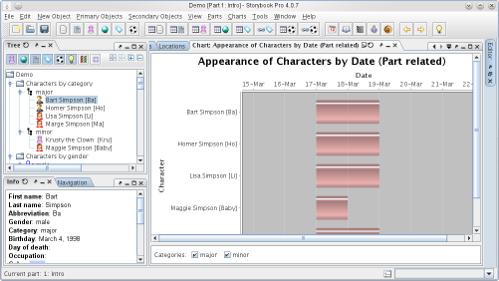 Demo [Part 1: Intro] - Storybook Pro 4.0.7
File Edit New Object Primary Objects Secondary Objects View Parts Charts Tools Window Help
Tree
Locations
Chart: Appearance of Characters by Date (Part related)
Editor
Demo
Characters by category
major
Bart Simpson [Ba]
Homer Simpson [Ho]
Lisa Simpson [Li]
Marge Simpson [Ma]
minor
Krusty the Clown [Kru]
Maggie Simpson [Baby]
Characters by gender
Appearance of Characters by Date (Part related)
Date
15-Mar 16-Mar 17-Mar 18-Mar 19-Mar 20-Mar 21-Mar 22-
Character
Bart Simpson [Ba]
Homer Simpson [Ho]
Lisa Simpson [Li]
Maggie Simpson [Baby]
Info
Navigation
First name: Bart
Last name: Simpson
Abbreviation: Ba
Gender: male
Category: major
Birthday: March 4, 1998
Day of death:
Occupation:
Categories: major minor
Current part: 1: Intro